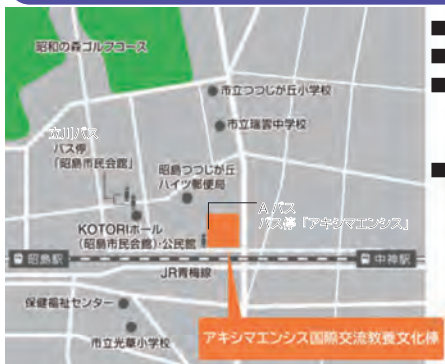 昭和の森ゴルフコース
市立つつじが丘小学校
市立瑞雲中学校
立川バス
バス停
「昭島市民会館」
昭島つつじが丘
ハイツ郵便局
Aバス
バス停「アキシマエンシス」
KOTORIホール
(昭島市民会館)・公民館
昭島駅
中神駅
JR青梅線
保健福祉センター
アキシマエンシス国際交流教養文化棟
市立光華小学校